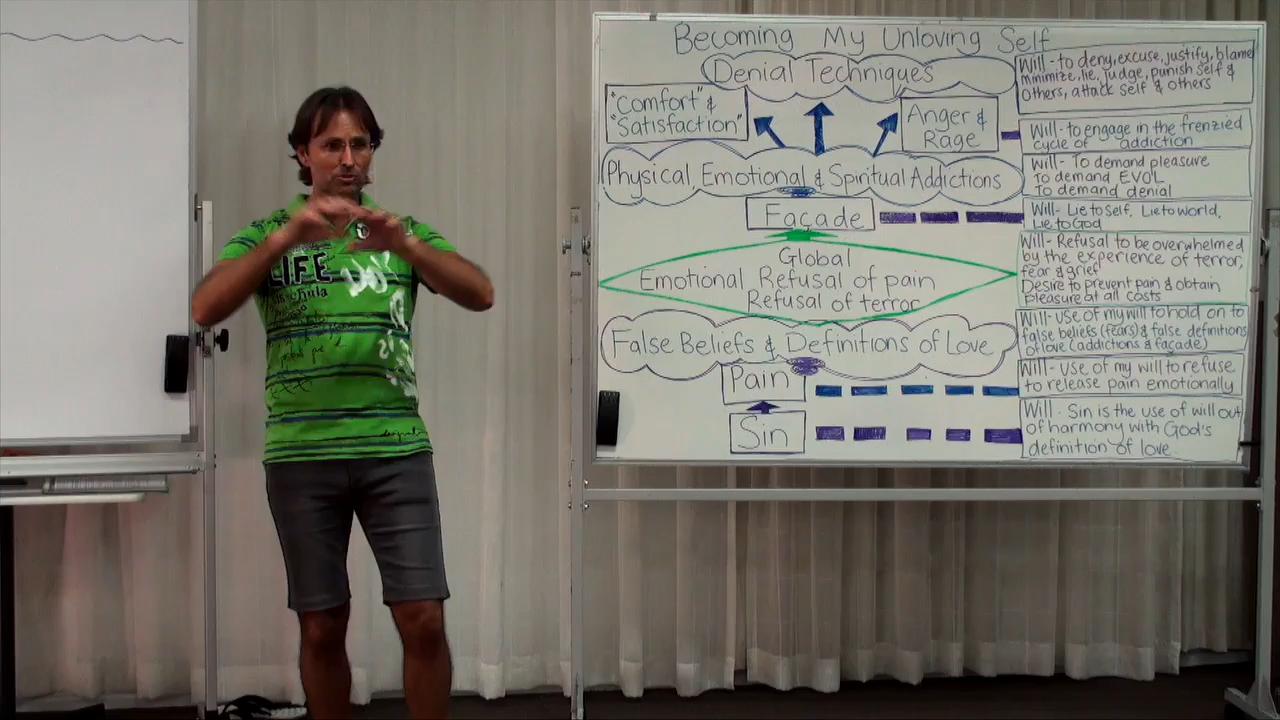 Becoming My Unloving Self
Denial Techniques
"Comfort" &
"Satisfaction"
Anger &
Rage
Physical Emotional & Spiritual Addictions
Façade
Global
Emotional Refusal of pain
Refusal of terror
False Beliefs & Definitions of Love
Pain
Sin
Will - to deny, excuse, justify, blame
minimize, lie, judge, punish self &
others, attack self & others
Will - to engage in the frenzied
cycle of addiction
Will - To demand pleasure
To demand EVOL
To demand denial
Will - Lie to Self, Lie to world,
Lie to God
Will - Refusal to be overwhelmed
by the experience of terror,
fear & grief
Desire to prevent pain & obtain
pleasure at all costs
Will - use of my will to hold on to
false beliefs (fears) & false definitions
of love (addictions & façade)
Will - use of my will to refuse
to release pain emotionally
Will - Sin is the use of will out
of harmony with God's
definition of love
LIFE